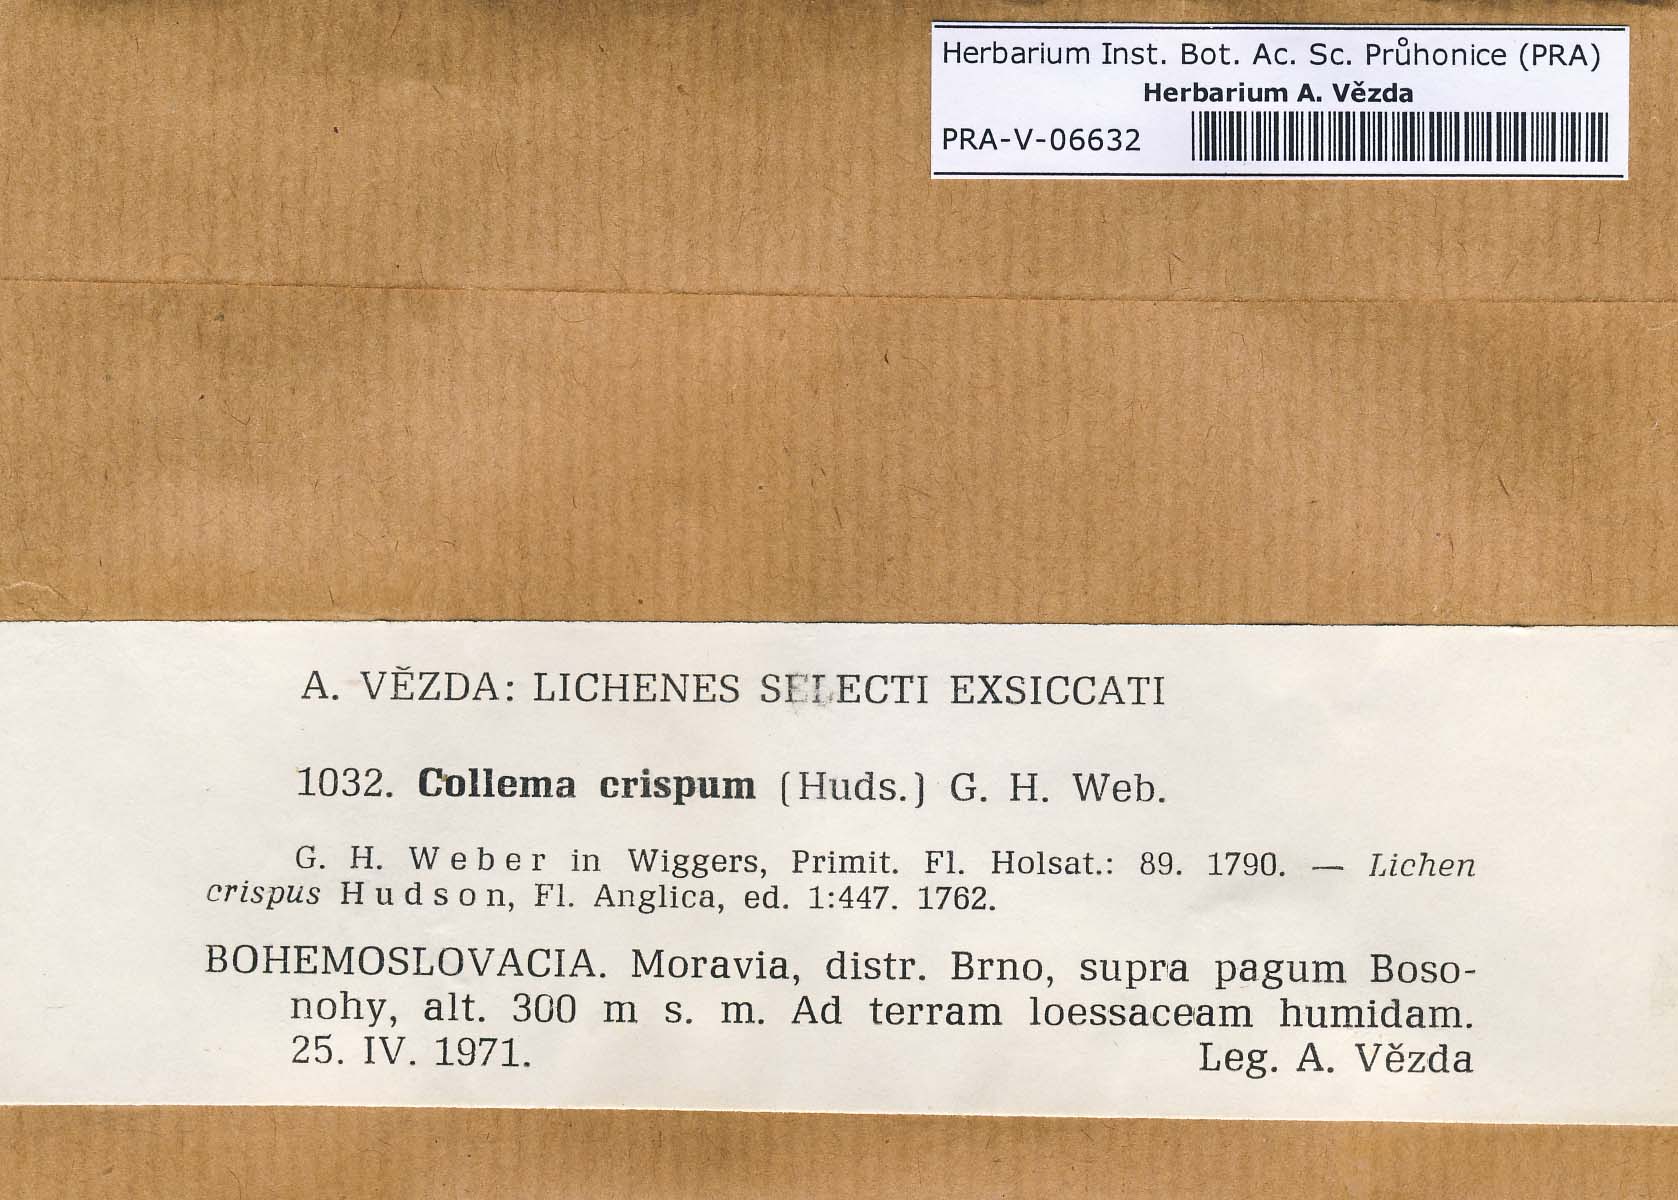 Herbarium Inst. Bot. Ac. Sc. Průhonice (PRA)
Herbarium A. Vězda
PRA-V-06632
A. VĚZDA: LICHENES SELECTI EXSICCATI
1032. Collema crispum (Huds.) G. H. Web.
G. H. Weber in Wiggers, Primit. Fl. Holsat.: 89. 1790. — Lichen
crispus Hudson, Fl. Anglica, ed. 1:447. 1762.
BOHEMOSLOVACIA. Moravia, distr. Brno, supra pagum Boso-
nohy, alt. 300 m s. m. Ad terram loessaceam humidam.
25. IV. 1971. Leg. A. Vězda